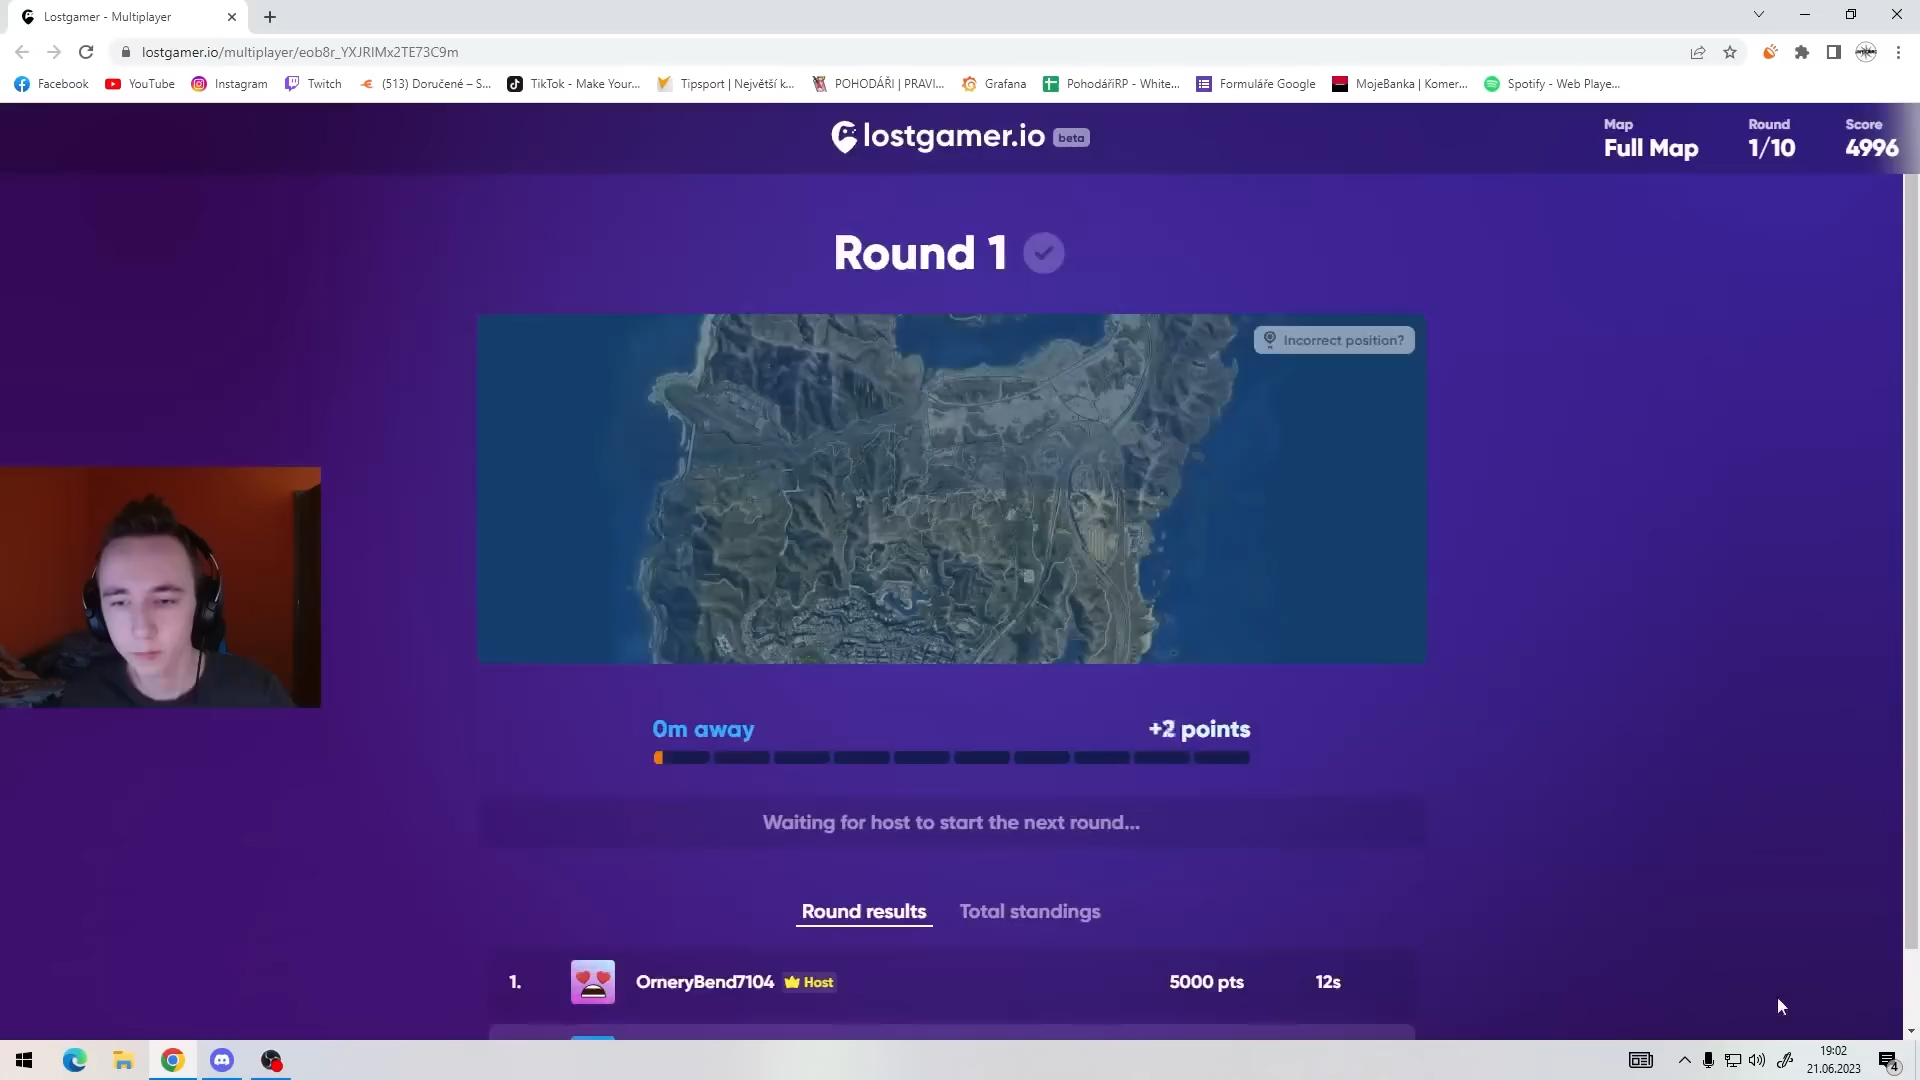 Lostgamer - Multiplayer
lostgamer.io/multiplayer/eob8r_YXJRIMx2TE73C9m
Facebook
YouTube
Instagram
Twitch
(513) Doručené – S...
TikTok - Make Your...
Tipsport | Největší k...
POHODÁŘI | PRAVI...
Grafana
PohodářiRP - White...
Formuláře Google
MojeBanka | Komer...
Spotify - Web Playe...
lostgamer.io beta
Map
Full Map
Round
1/10
Score
4996
Round 1
Incorrect position?
0m away
+2 points
Waiting for host to start the next round...
Round results
Total standings
1.
OrneryBend7104
Host
5000 pts
12s
19:02
21.06.2023
4